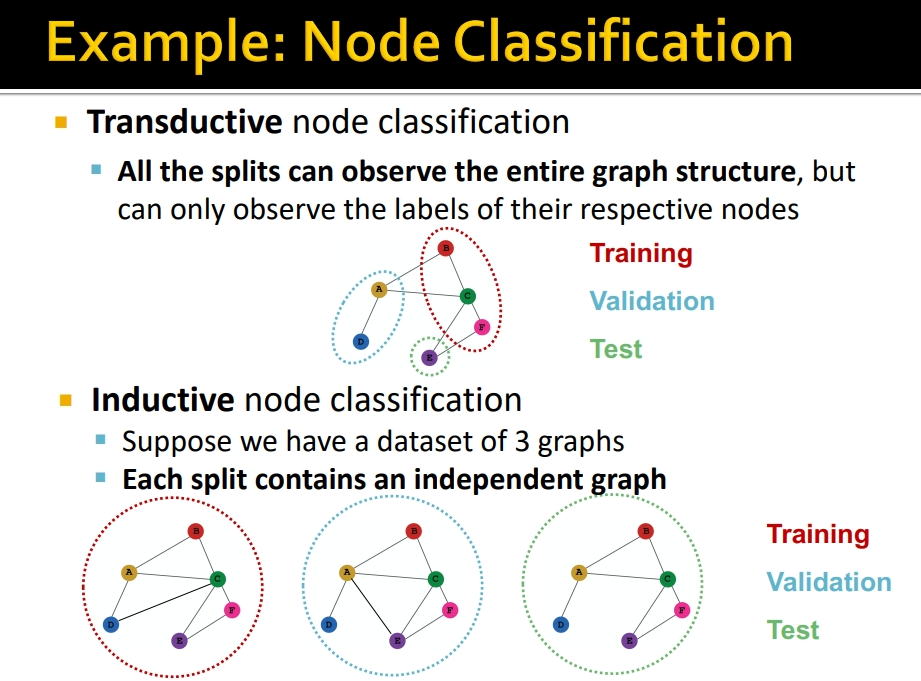 Example: Node Classification
Transductive node classification
All the splits can observe the entire graph structure, but
can only observe the labels of their respective nodes
B
A
C
F
D
E
Training
Validation
Test
Inductive node classification
Suppose we have a dataset of 3 graphs
Each split contains an independent graph
B
A
C
F
D
E
B
A
C
F
D
E
B
A
C
F
D
E
Training
Validation
Test